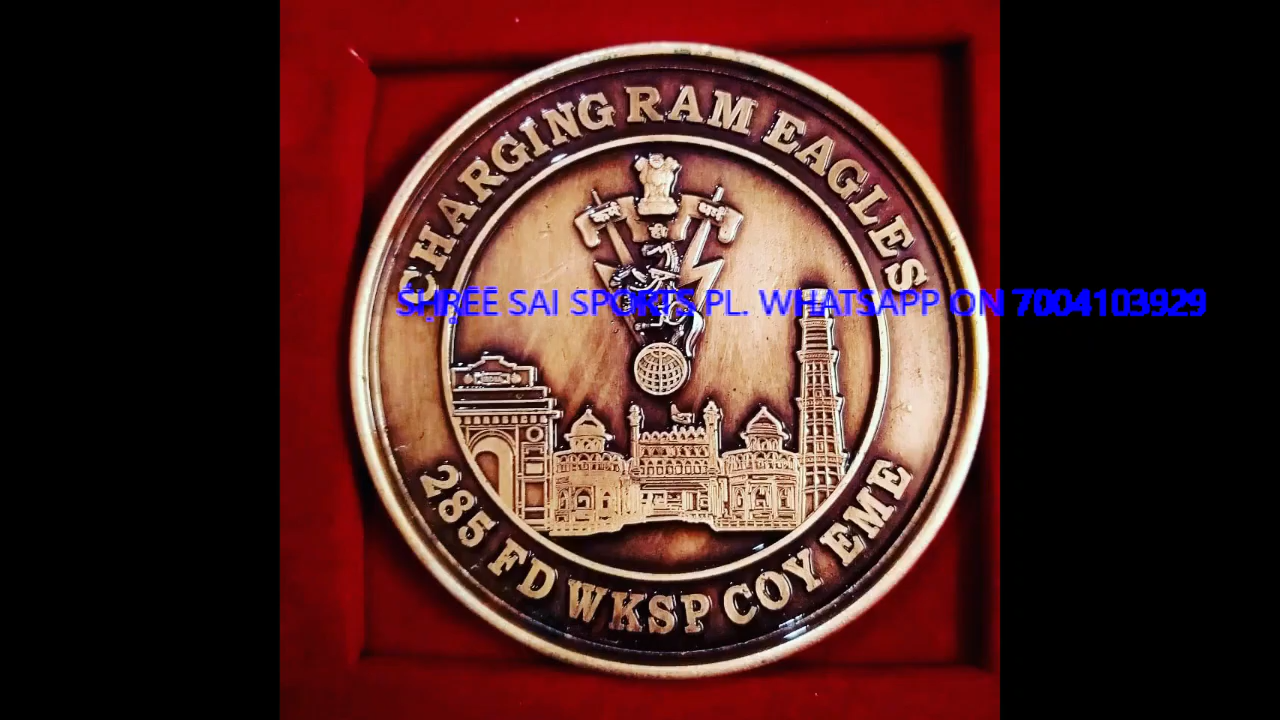 CHARGING RAM EAGLES
SHREE SAI SPORTS PL. WHATSAPP ON 7004103929
285 FD WKSP COY EME